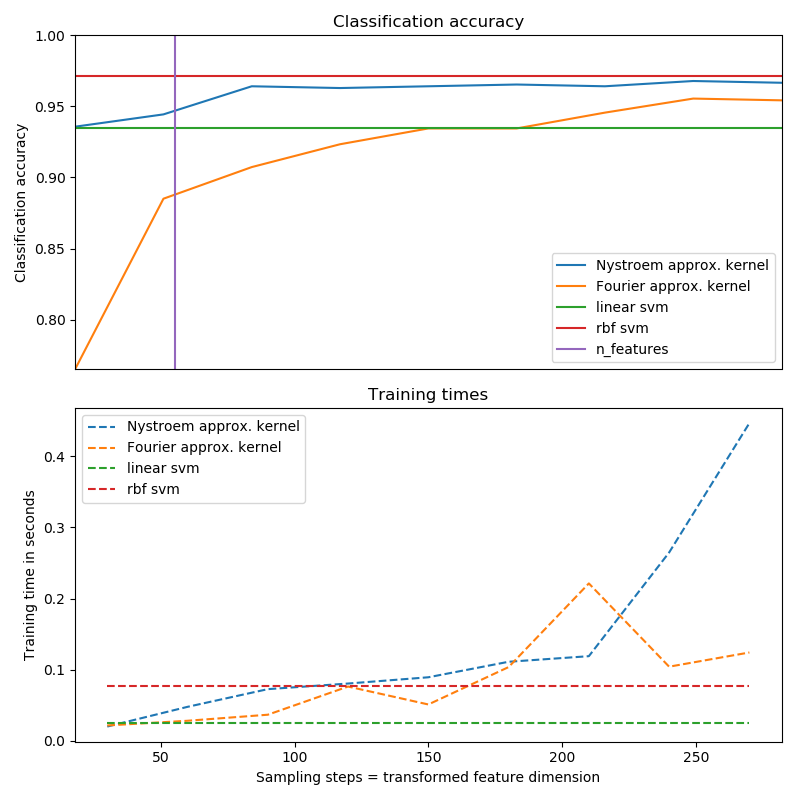 Classification accuracy
1.00
0.95
0.90
0.85
0.80
Classification accuracy
Nystroem approx. kernel
Fourier approx. kernel
linear svm
rbf svm
n_features
Training times
Nystroem approx. kernel
Fourier approx. kernel
linear svm
rbf svm
0.4
0.3
0.2
0.1
0.0
Training time in seconds
50
100
150
200
250
Sampling steps = transformed feature dimension